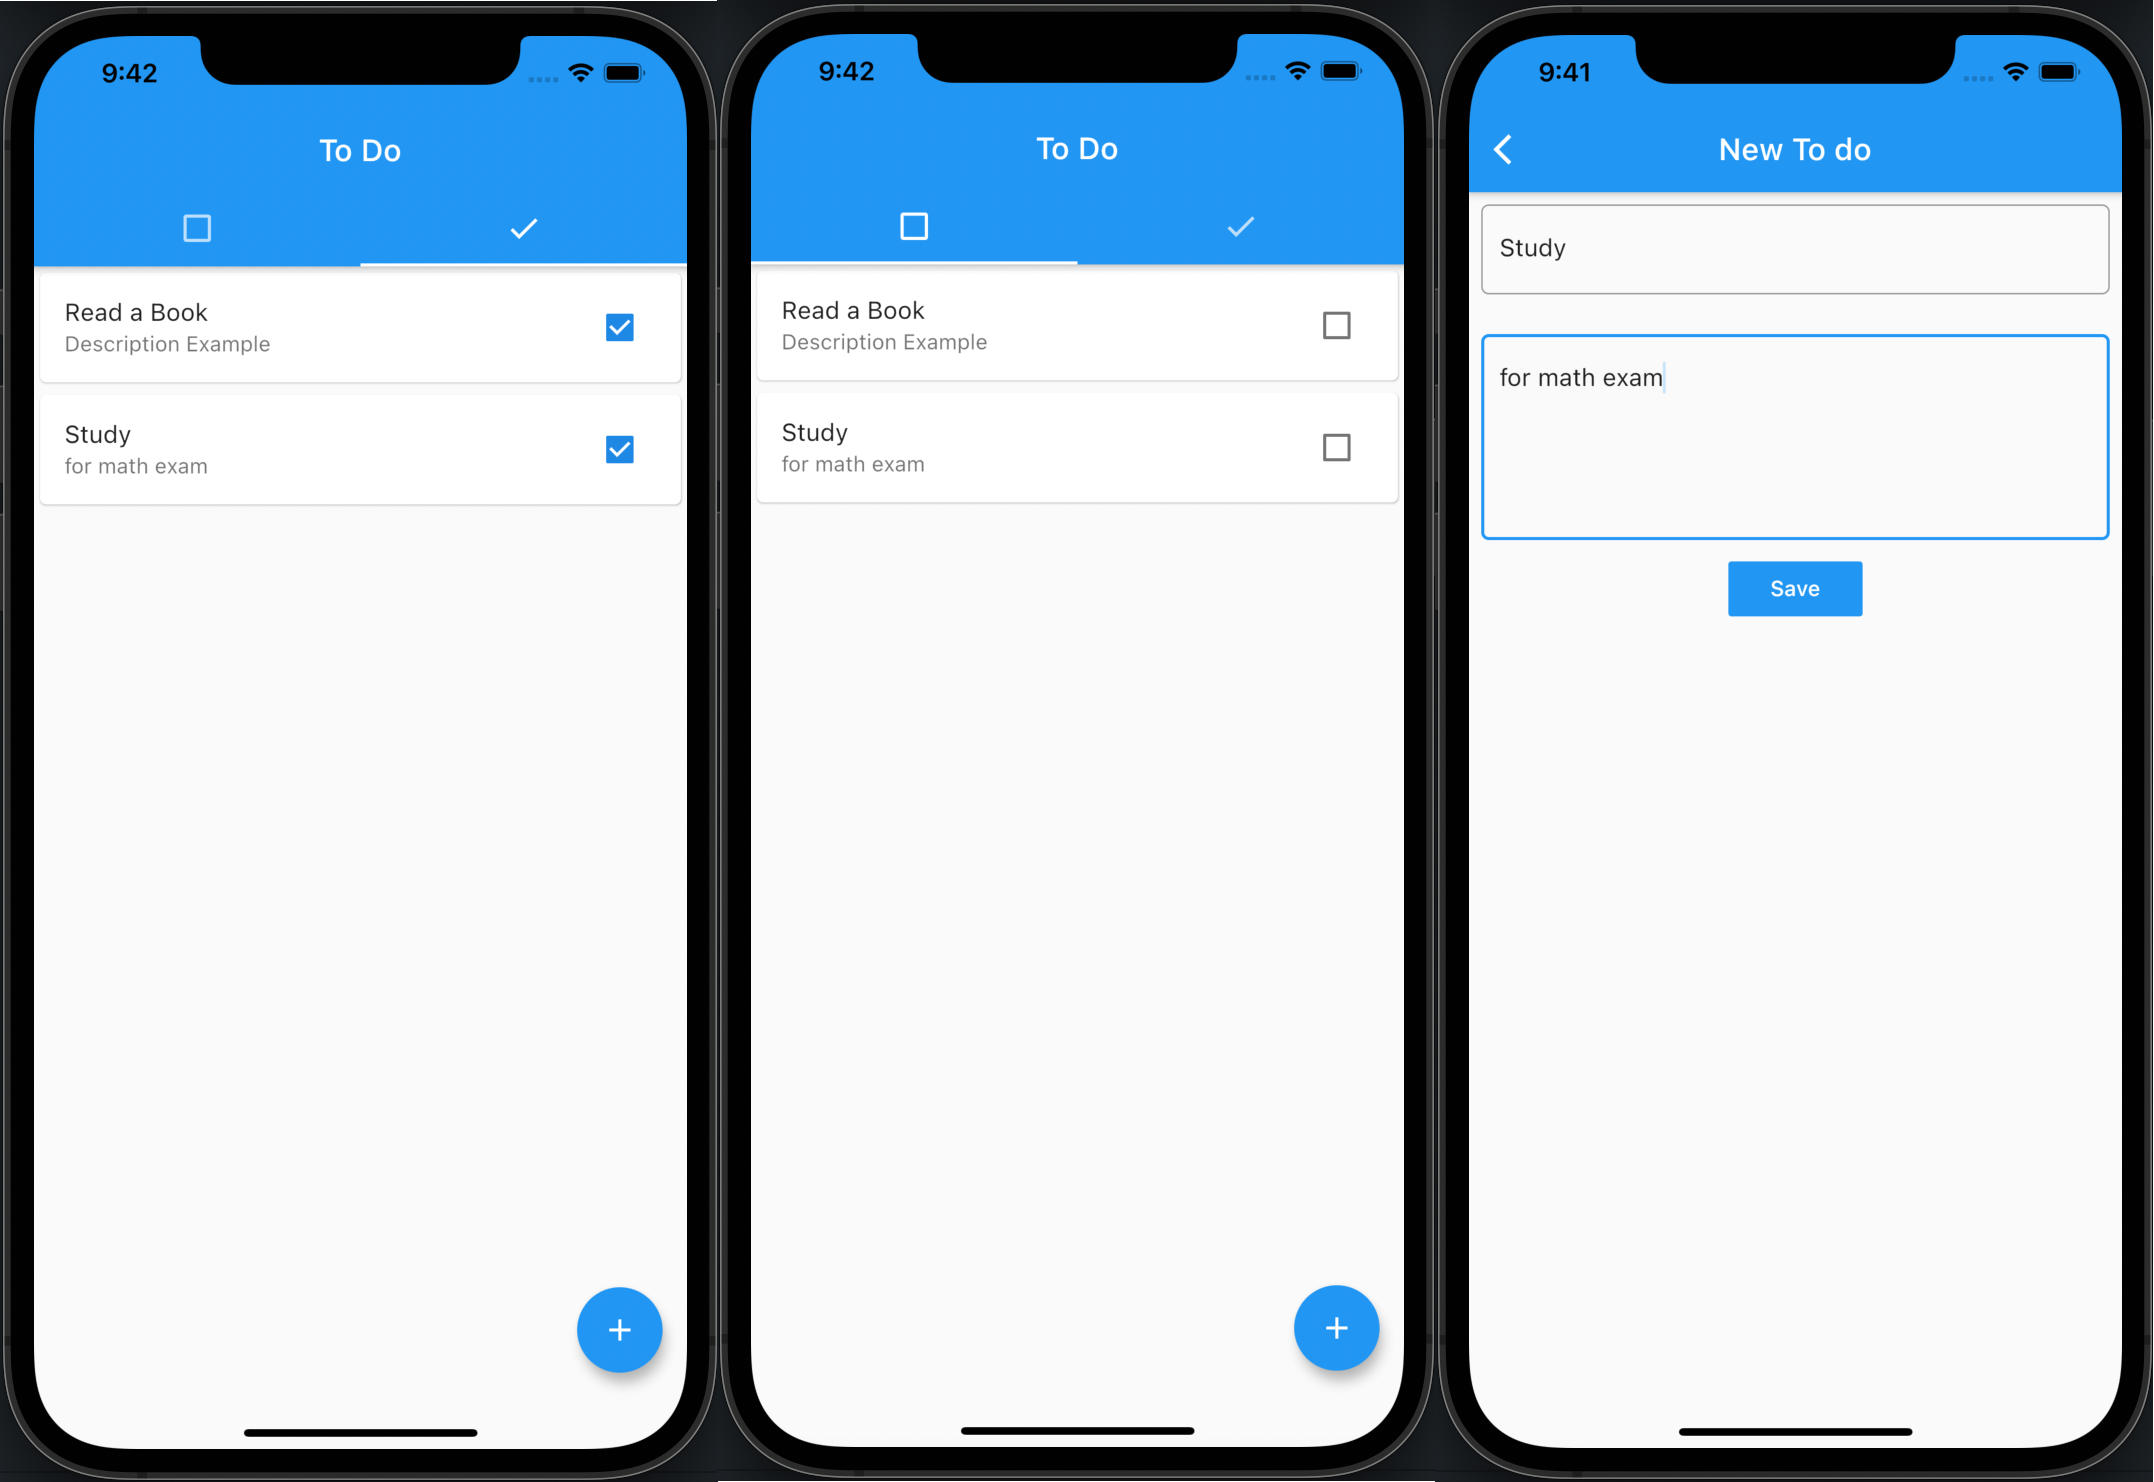 9:42
To Do
Read a Book
Description Example
Study
for math exam
9:42
To Do
Read a Book
Description Example
Study
for math exam
9:41
New To do
Study
for math exam
Save